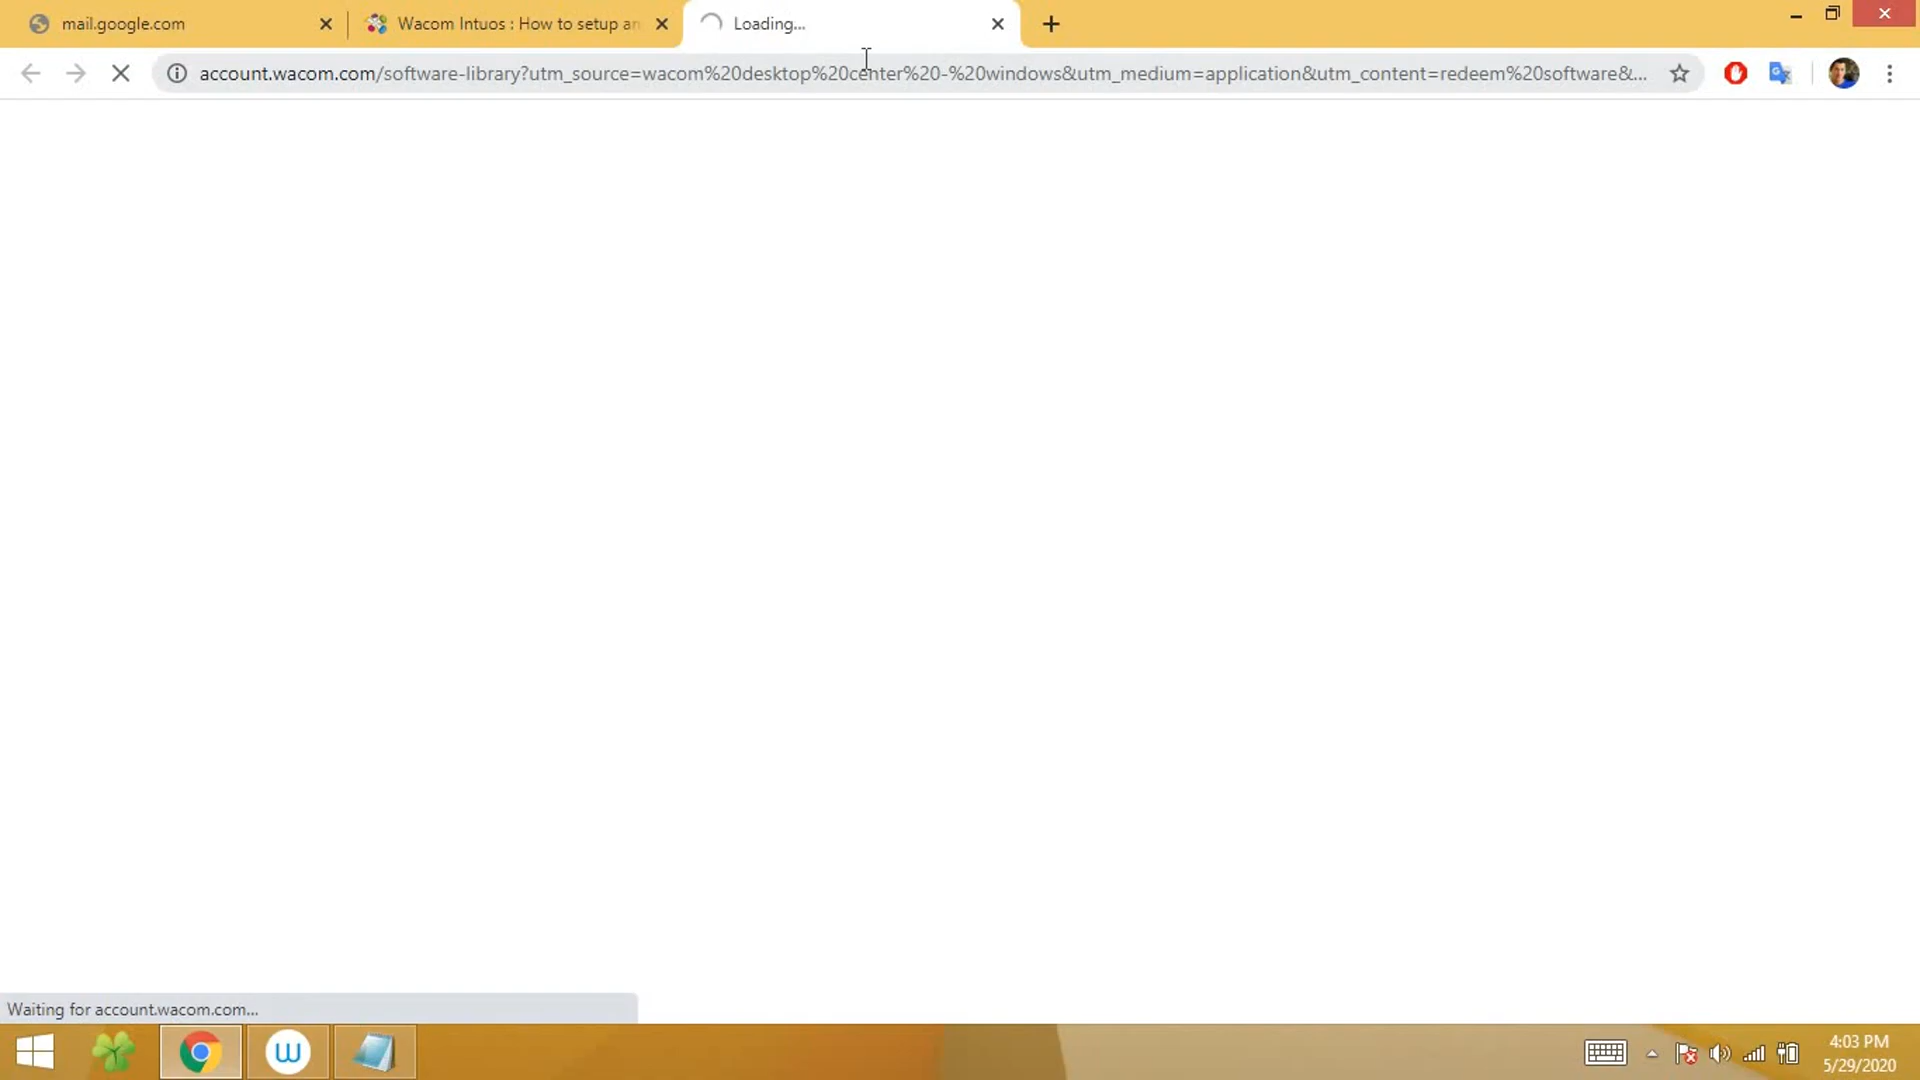 mail.google.com
Wacom Intuos : How to setup an
Loading...
account.wacom.com/software-library?utm_source=wacom%20desktop%20center%20-%20windows&utm_medium=application&utm_content=redeem%20software&...
Waiting for account.wacom.com...
4:03 PM
5/29/2020